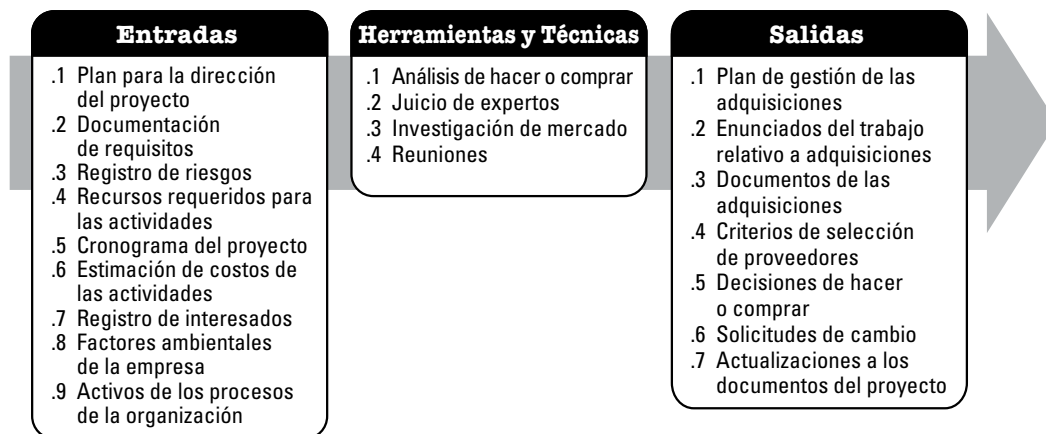 Entradas
.1 Plan para la dirección
del proyecto
.2 Documentación
de requisitos
.3 Registro de riesgos
.4 Recursos requeridos para
las actividades
.5 Cronograma del proyecto
.6 Estimación de costos de
las actividades
.7 Registro de interesados
.8 Factores ambientales
de la empresa
.9 Activos de los procesos
de la organización
Herramientas y Técnicas
.1 Análisis de hacer o comprar
.2 Juicio de expertos
.3 Investigación de mercado
.4 Reuniones
Salidas
.1 Plan de gestión de las
adquisiciones
.2 Enunciados del trabajo
relativo a adquisiciones
.3 Documentos de las
adquisiciones
.4 Criterios de selección
de proveedores
.5 Decisiones de hacer
o comprar
.6 Solicitudes de cambio
.7 Actualizaciones a los
documentos del proyecto